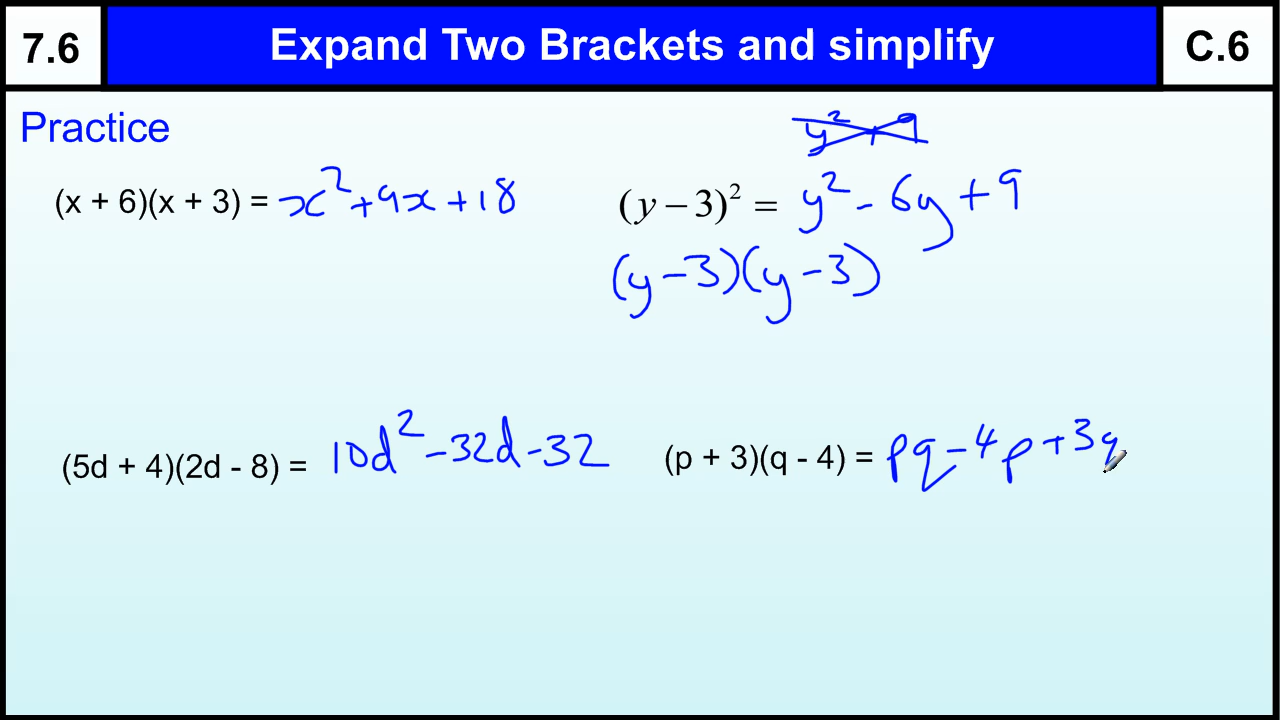 7.6 Expand Two Brackets and simplify C.6
Practice
y² + 9
(x + 6)(x + 3) = x² + 9x + 18
(y − 3)² = y² - 6y + 9
(y - 3)(y - 3)
(5d + 4)(2d - 8) = 10d² - 32d - 32
(p + 3)(q - 4) = pq - 4p + 3q